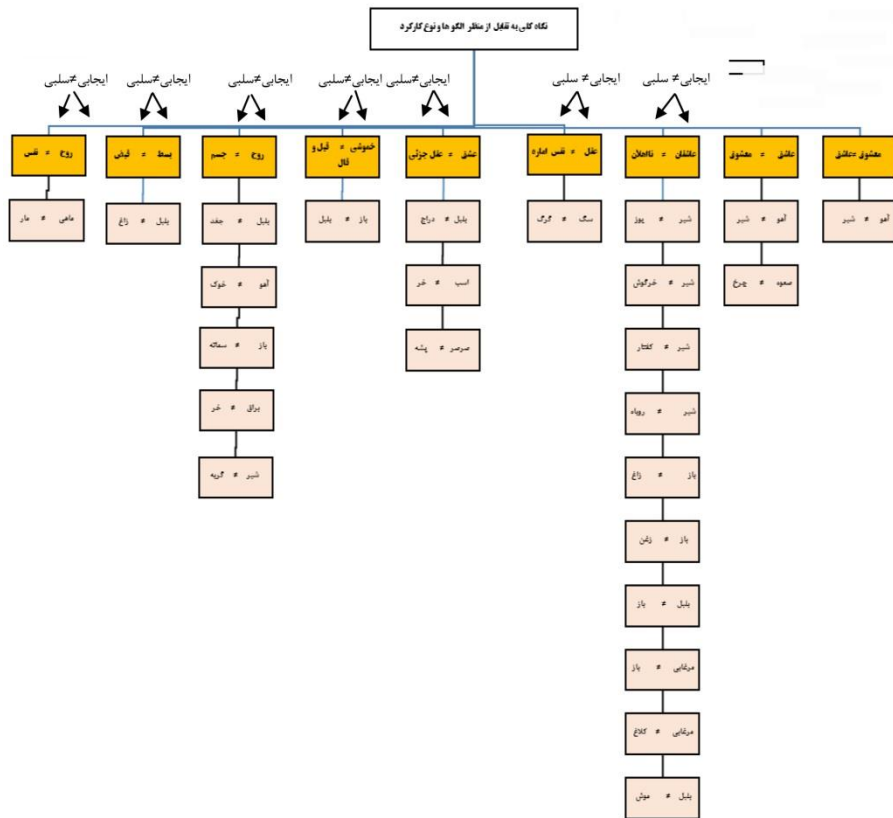 نگاه کلی به تقابل از منظر الگوها و نوع کارکرد
ایجابی≠ سلبی
ایجابی≠ سلبی
ایجابی≠سلبی
ایجابی≠سلبی
ایجابی≠سلبی
ایجابی≠سلبی
ایجابی≠سلبی
معشوق ≠عاشق
عاشق ≠ معشوق
عاشقان ≠ نااهلان
عقل ≠ نفس اماره
عشق ≠ عقل جزئی
خموشی ≠ قیل و
قال
روح ≠ جسم
بسط ≠ قبض
روح ≠ نفس
آهو ≠ شیر
آهو ≠ شیر
صعوه ≠ چرخ
شیر ≠ یوز
شیر ≠ خرگوش
شیر ≠ کفتار
شیر ≠ روباه
باز ≠ زاغ
باز ≠ زغن
بلبل ≠ باز
مرغابی ≠ باز
مرغابی ≠ کلاغ
بلبل ≠ موش
سگ ≠ گرگ
بلبل ≠ دراج
اسب ≠ خر
صرصر ≠ پشه
باز ≠ بلبل
بلبل ≠ جغد
آهو ≠ خوک
باز ≠ سمانه
براق ≠ خر
شیر ≠ گربه
بلبل ≠ زاغ
ماهی ≠ مار